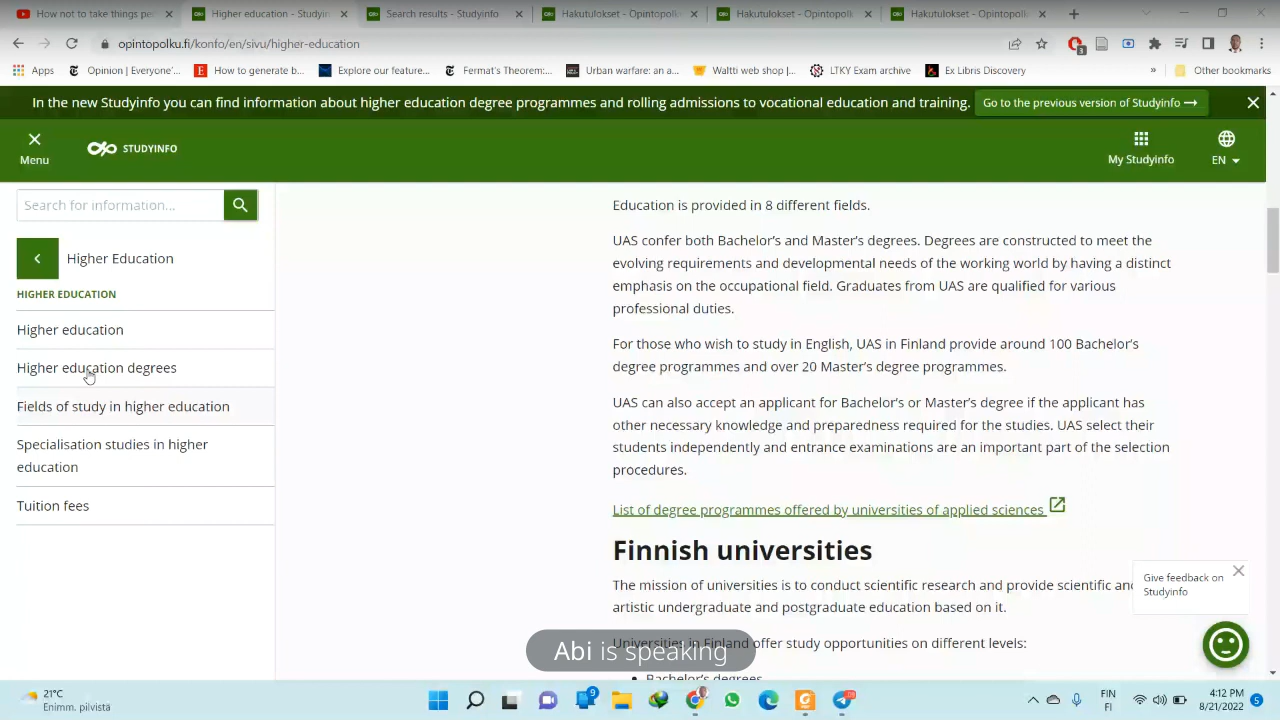 How not to take things pe
Higher education - Studyin
Search results - Studyinfo
Hakutulokset - Opintopolku
Hakutulokset - Opintopol
Hakutulokset - Opintopol
opintopolku.fi/konfo/en/sivu/higher-education
3
Apps
Opinion | Everyone'...
How to generate b...
Explore our feature...
Fermat's Theorem:...
Urban warfare: an a...
Waltti web shop |...
LTKY Exam archive
Ex Libris Discovery
»
Other bookmarks
In the new Studyinfo you can find information about higher education degree programmes and rolling admissions to vocational education and training.
Go to the previous version of Studyinfo
Menu
STUDYINFO
My Studyinfo
EN
Search for information...
Higher Education
HIGHER EDUCATION
Higher education
Higher education degrees
Fields of study in higher education
Specialisation studies in higher
education
Tuition fees
Education is provided in 8 different fields.
UAS confer both Bachelor's and Master's degrees. Degrees are constructed to meet the
evolving requirements and developmental needs of the working world by having a distinct
emphasis on the occupational field. Graduates from UAS are qualified for various
professional duties.
For those who wish to study in English, UAS in Finland provide around 100 Bachelor's
degree programmes and over 20 Master's degree programmes.
UAS can also accept an applicant for Bachelor's or Master's degree if the applicant has
other necessary knowledge and preparedness required for the studies. UAS select their
students independently and entrance examinations are an important part of the selection
procedures.
List of degree programmes offered by universities of applied sciences
Finnish universities
The mission of universities is to conduct scientific research and provide scientific and
artistic undergraduate and postgraduate education based on it.
Universities in Finland offer study opportunities on different levels:
Bachelor's degrees
Give feedback on
Studyinfo
Abi is speaking
21°C
Enimm. pilvistä
9
FIN
FI
4:12 PM
8/21/2022
5